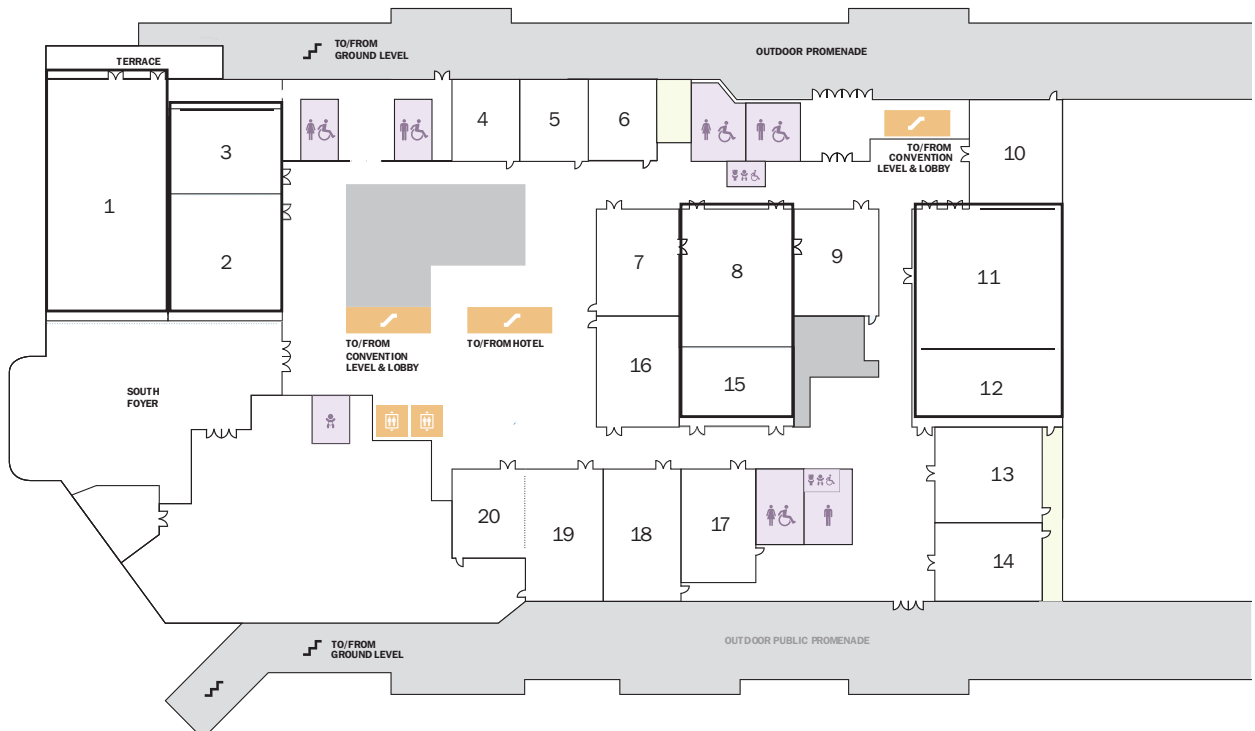 TO/FROM
GROUND LEVEL
OUTDOOR PROMENADE
TERRACE
4
5
6
3
10
TO/FROM
CONVENTION
LEVEL & LOBBY
1
2
7
8
9
11
TO/FROM
CONVENTION
LEVEL & LOBBY
TO/FROM HOTEL
16
15
12
SOUTH
FOYER
13
20
19
18
17
14
TO/FROM
GROUND LEVEL
OUTDOOR PUBLIC PROMENADE